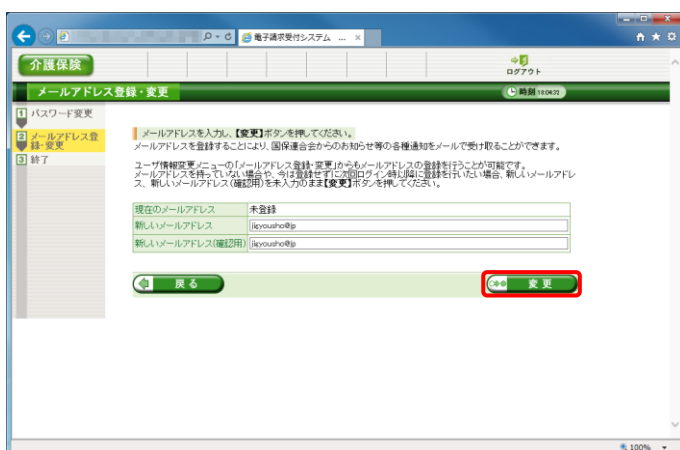 電子請求受付システム ...
介護保険
ログアウト
メールアドレス登録・変更
時刻 18:04:32
1 パスワード変更
2 メールアドレス登録・変更
3 終了
メールアドレスを入力し、【変更】ボタンを押してください。
メールアドレスを登録することにより、国保連合会からのお知らせ等の各種通知をメールで受け取ることができます。
ユーザ情報変更メニューの「メールアドレス登録・変更」からもメールアドレスの登録を行うことが可能です。
メールアドレスを持っていない場合や、今は登録せずに次回ログイン時以降に登録を行いたい場合、新しいメールアドレ
ス、新しいメールアドレス(確認用)を未入力のまま【変更】ボタンを押してください。
現在のメールアドレス 未登録
新しいメールアドレス jigyousho@jp
新しいメールアドレス(確認用) jigyousho@jp
戻る
変更
100%